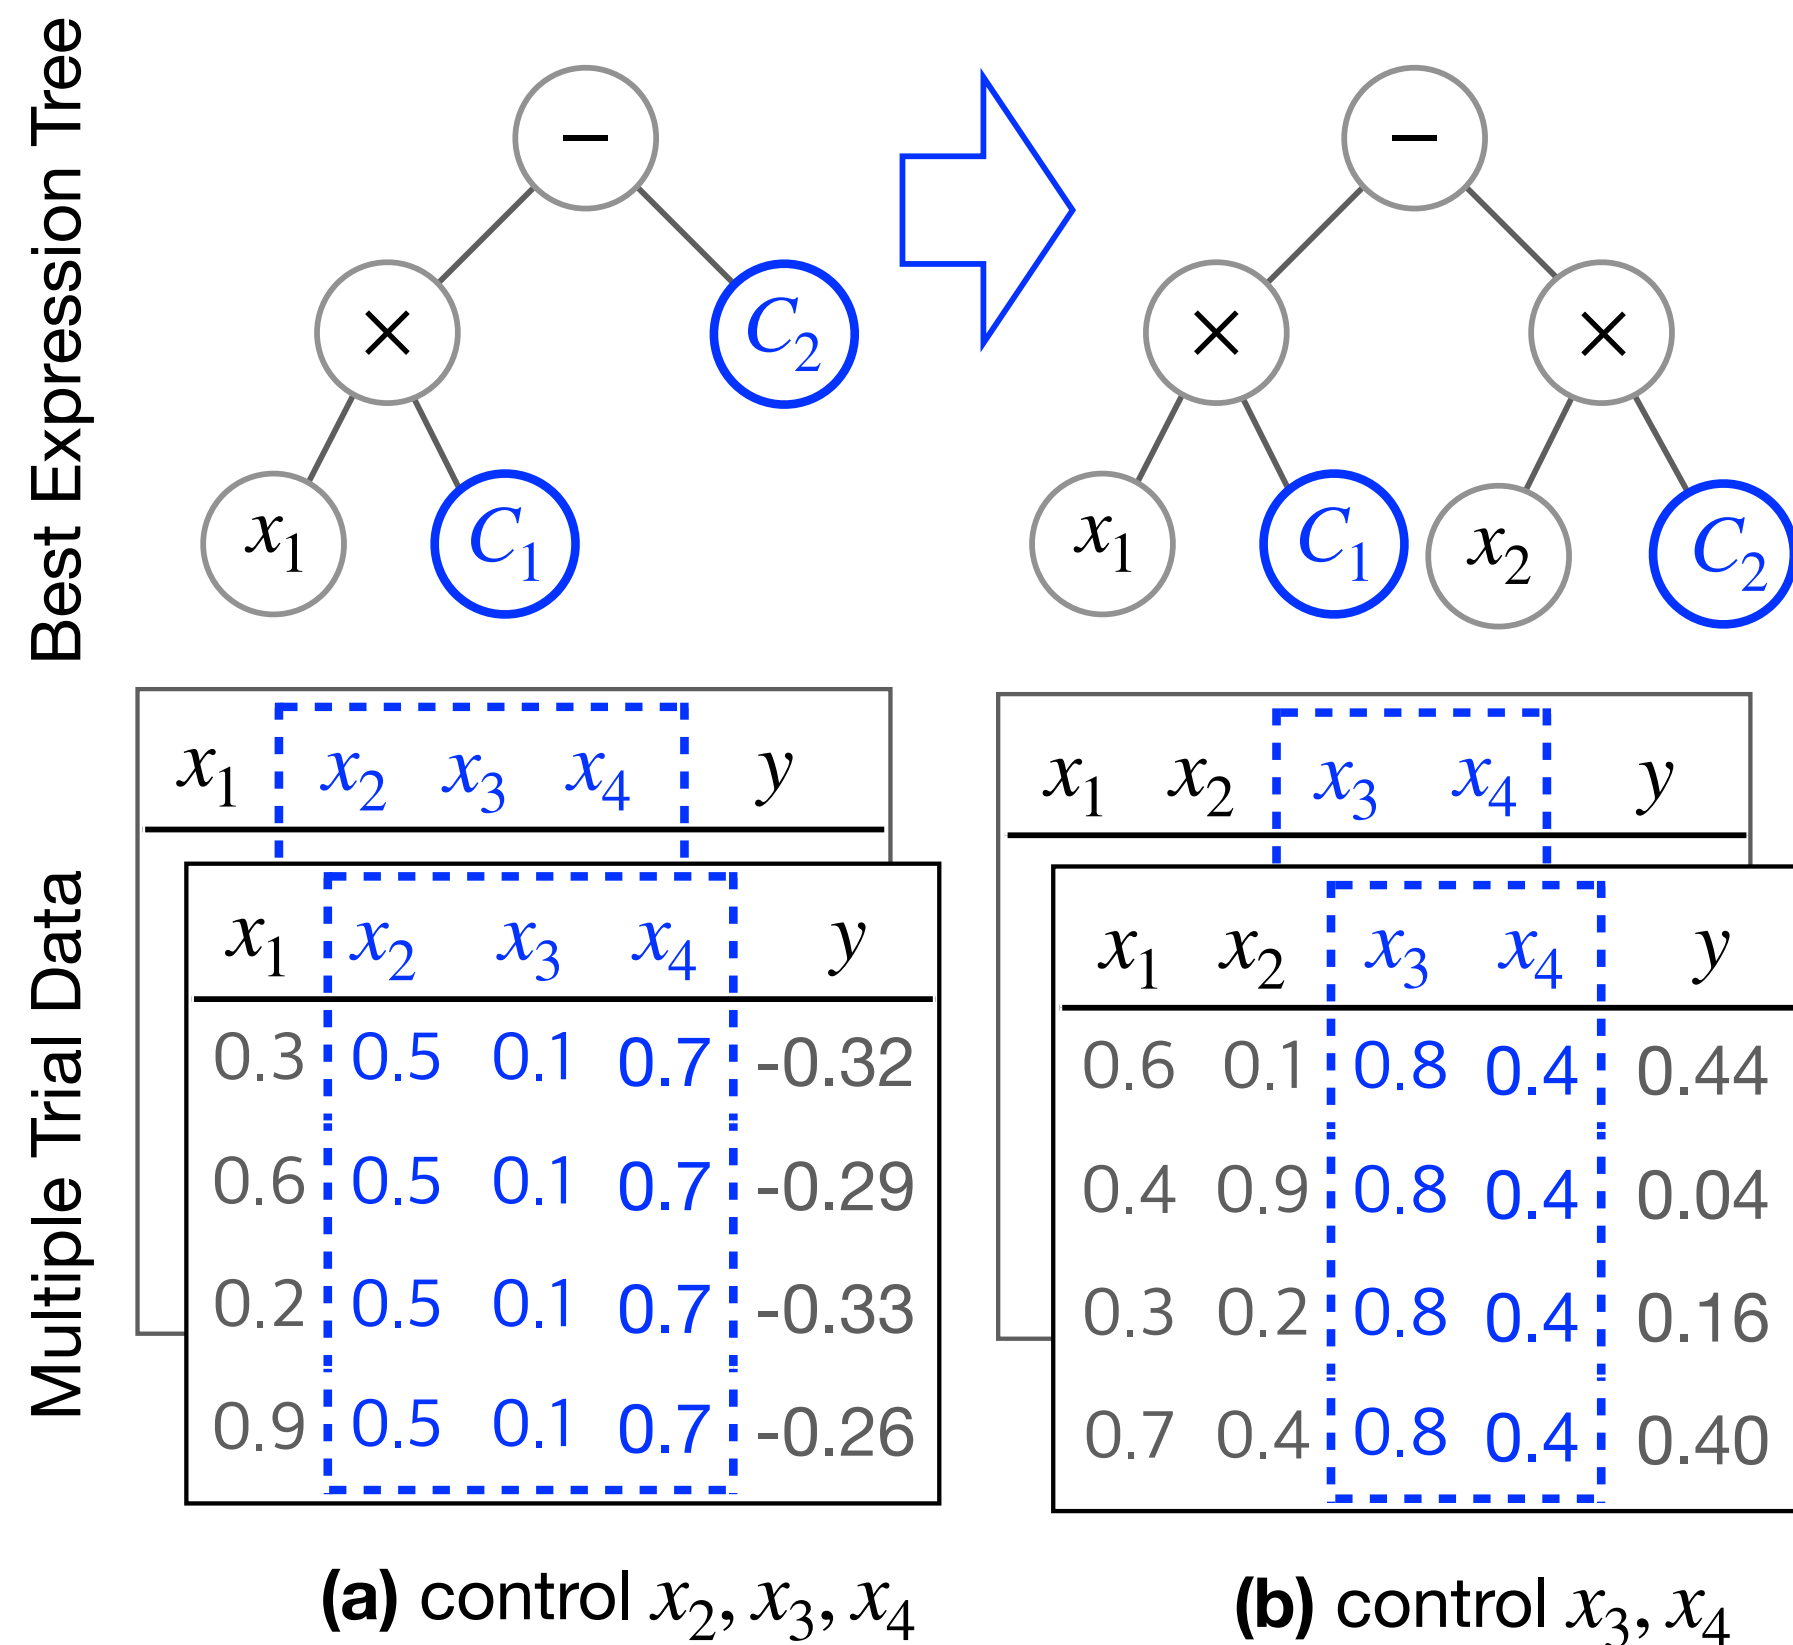 Best Expression Tree
−
−
×
C₂
×
×
x₁
C₁
x₁
C₁
x₂
C₂
Multiple Trial Data
x₁ x₂ x₃ x₄ y
x₁ x₂ x₃ x₄ y
0.3 0.5 0.1 0.7 -0.32
0.6 0.5 0.1 0.7 -0.29
0.2 0.5 0.1 0.7 -0.33
0.9 0.5 0.1 0.7 -0.26
(a) control x₂, x₃, x₄
x₁ x₂ x₃ x₄ y
x₁ x₂ x₃ x₄ y
0.6 0.1 0.8 0.4 0.44
0.4 0.9 0.8 0.4 0.04
0.3 0.2 0.8 0.4 0.16
0.7 0.4 0.8 0.4 0.40
(b) control x₃, x₄